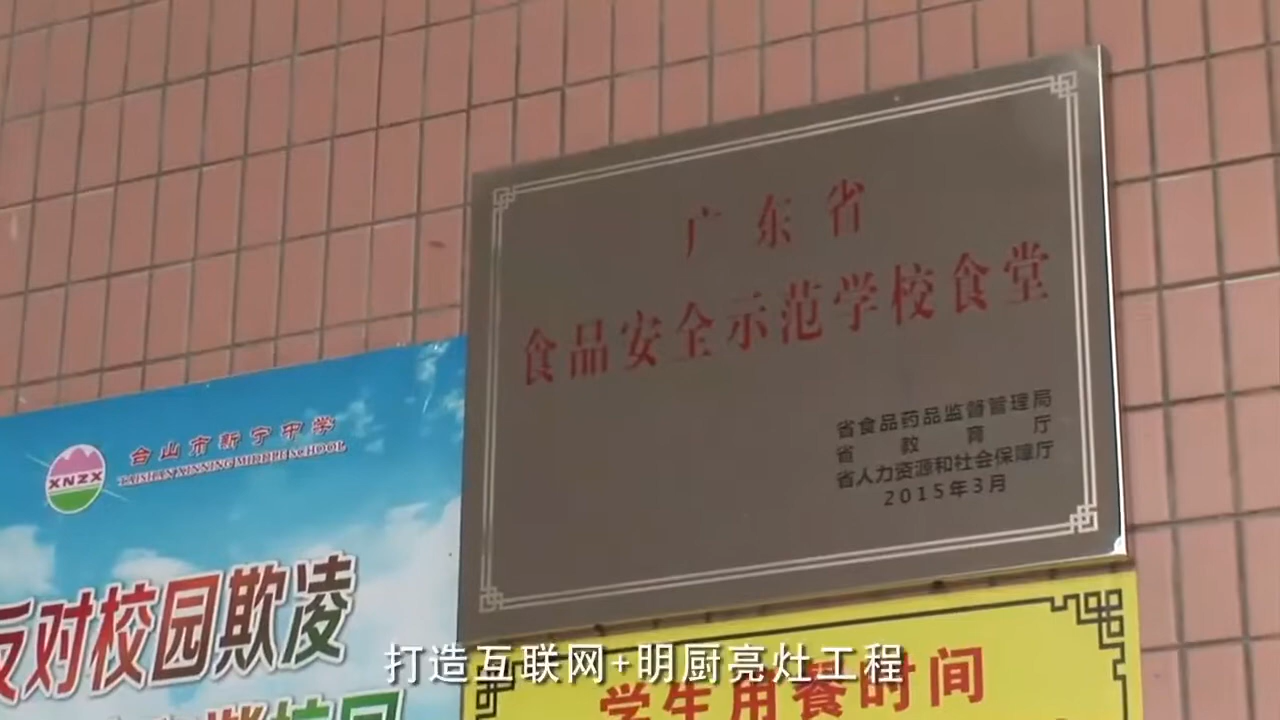 广东省
食品安全示范学校食堂
省食品药品监督管理局
省教育厅
省人力资源和社会保障厅
2015年3月
台山市新宁中学
TAISHAN XINNING MIDDLE SCHOOL
XNZX
反对校园欺凌
打造互联网+明厨亮灶工程
学生用餐时间